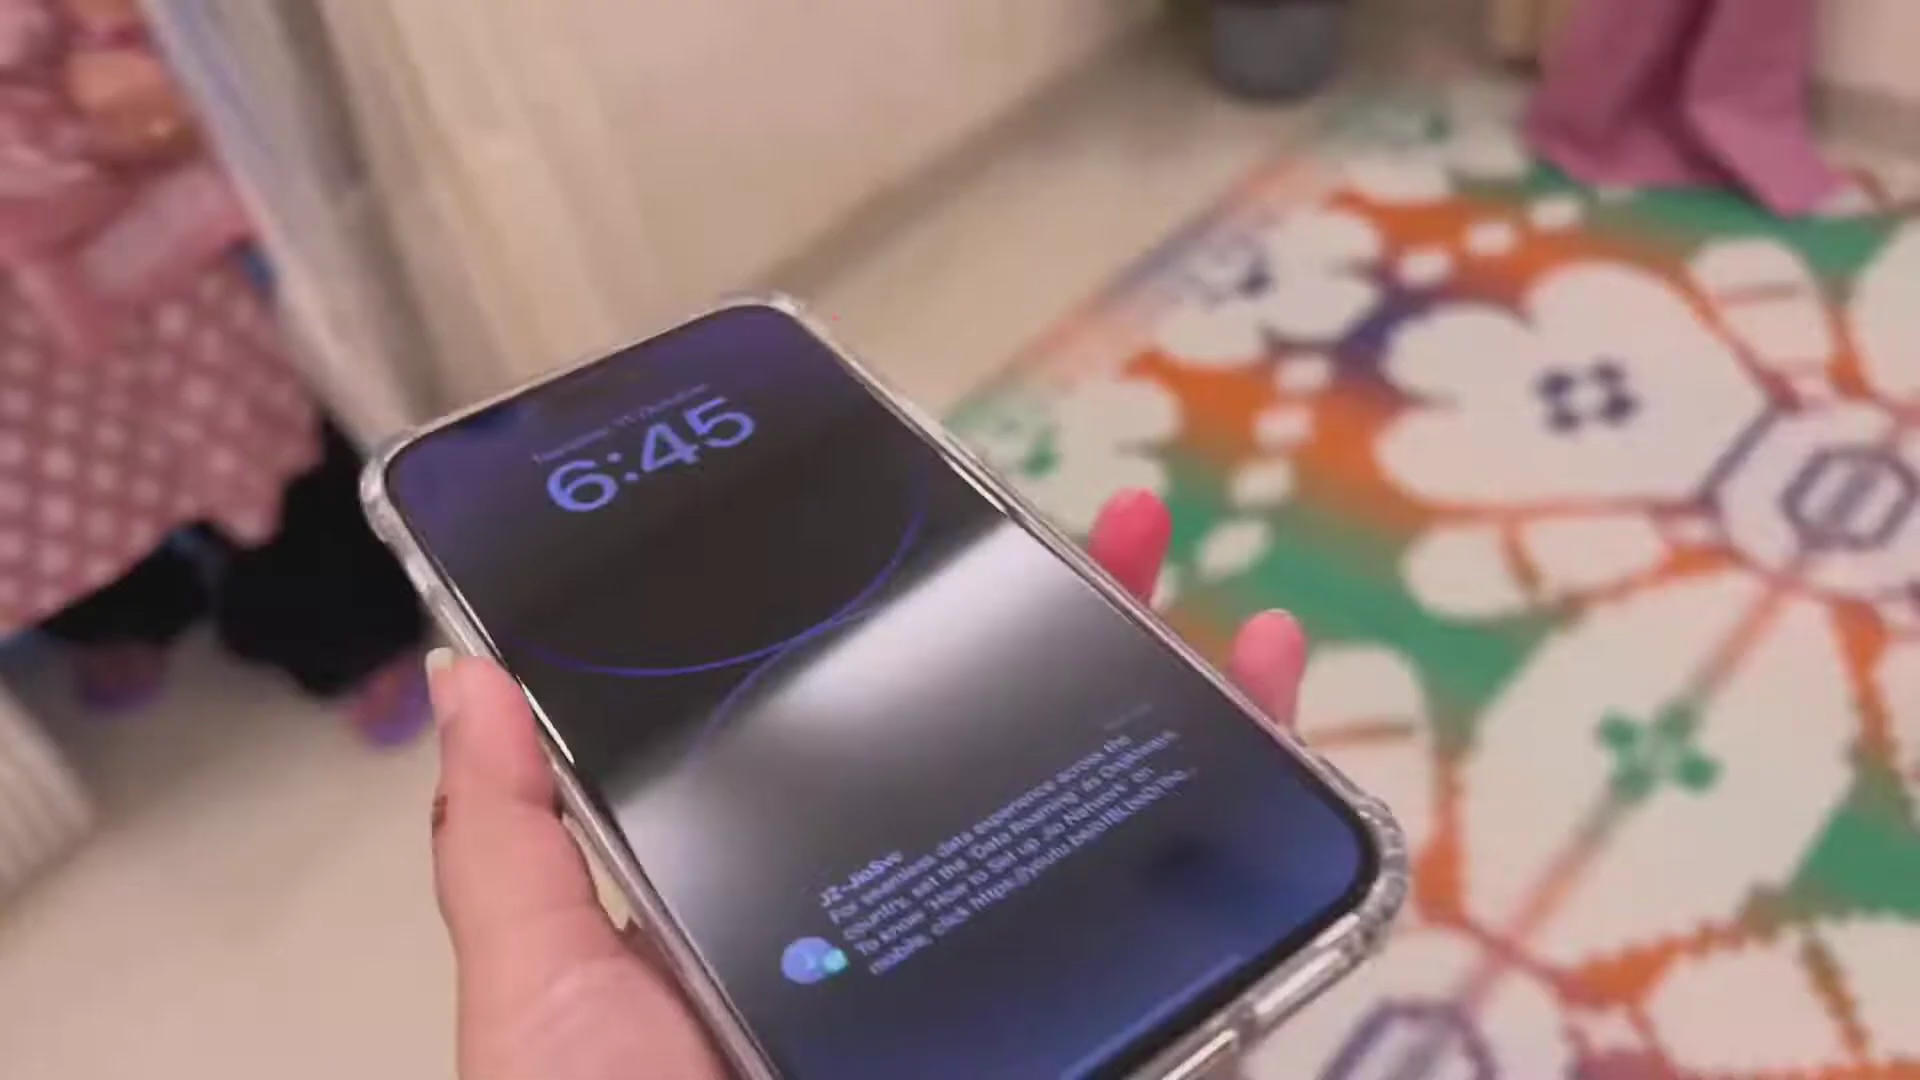 6:45
JZ-JioSvc
For seamless data experience across the
country, set the 'Data Roaming' as On/Always.
To know "How to Set up Jio Network" on
mobile, click